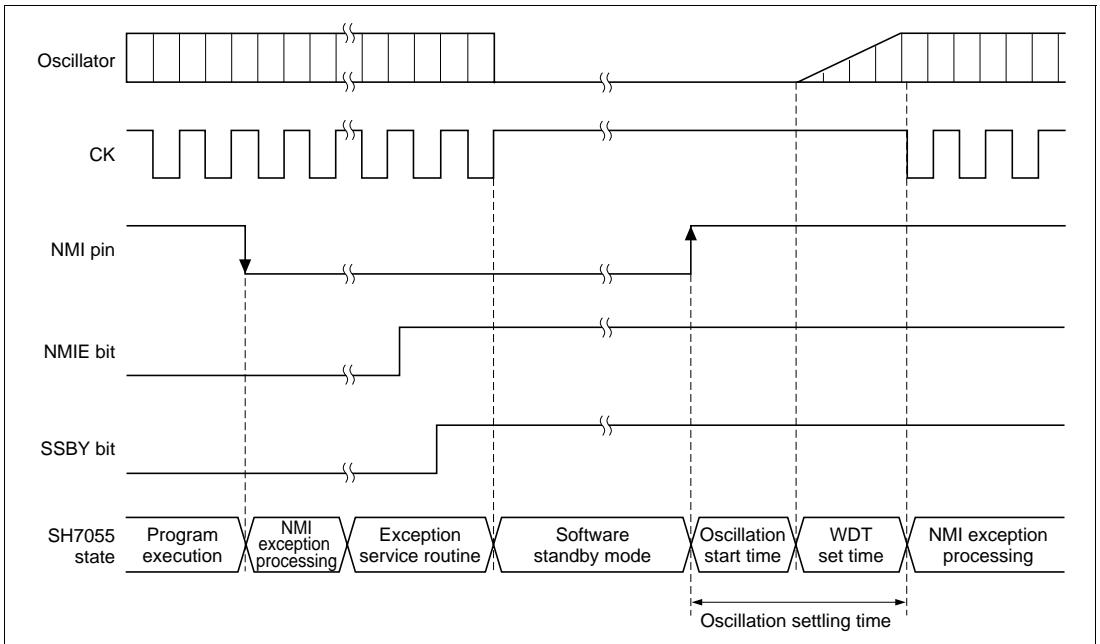 Oscillator
CK
NMI pin
NMIE bit
SSBY bit
SH7055
state
Program
execution
NMI
exception
processing
Exception
service routine
Software
standby mode
Oscillation
start time
WDT
set time
NMI exception
processing
Oscillation settling time